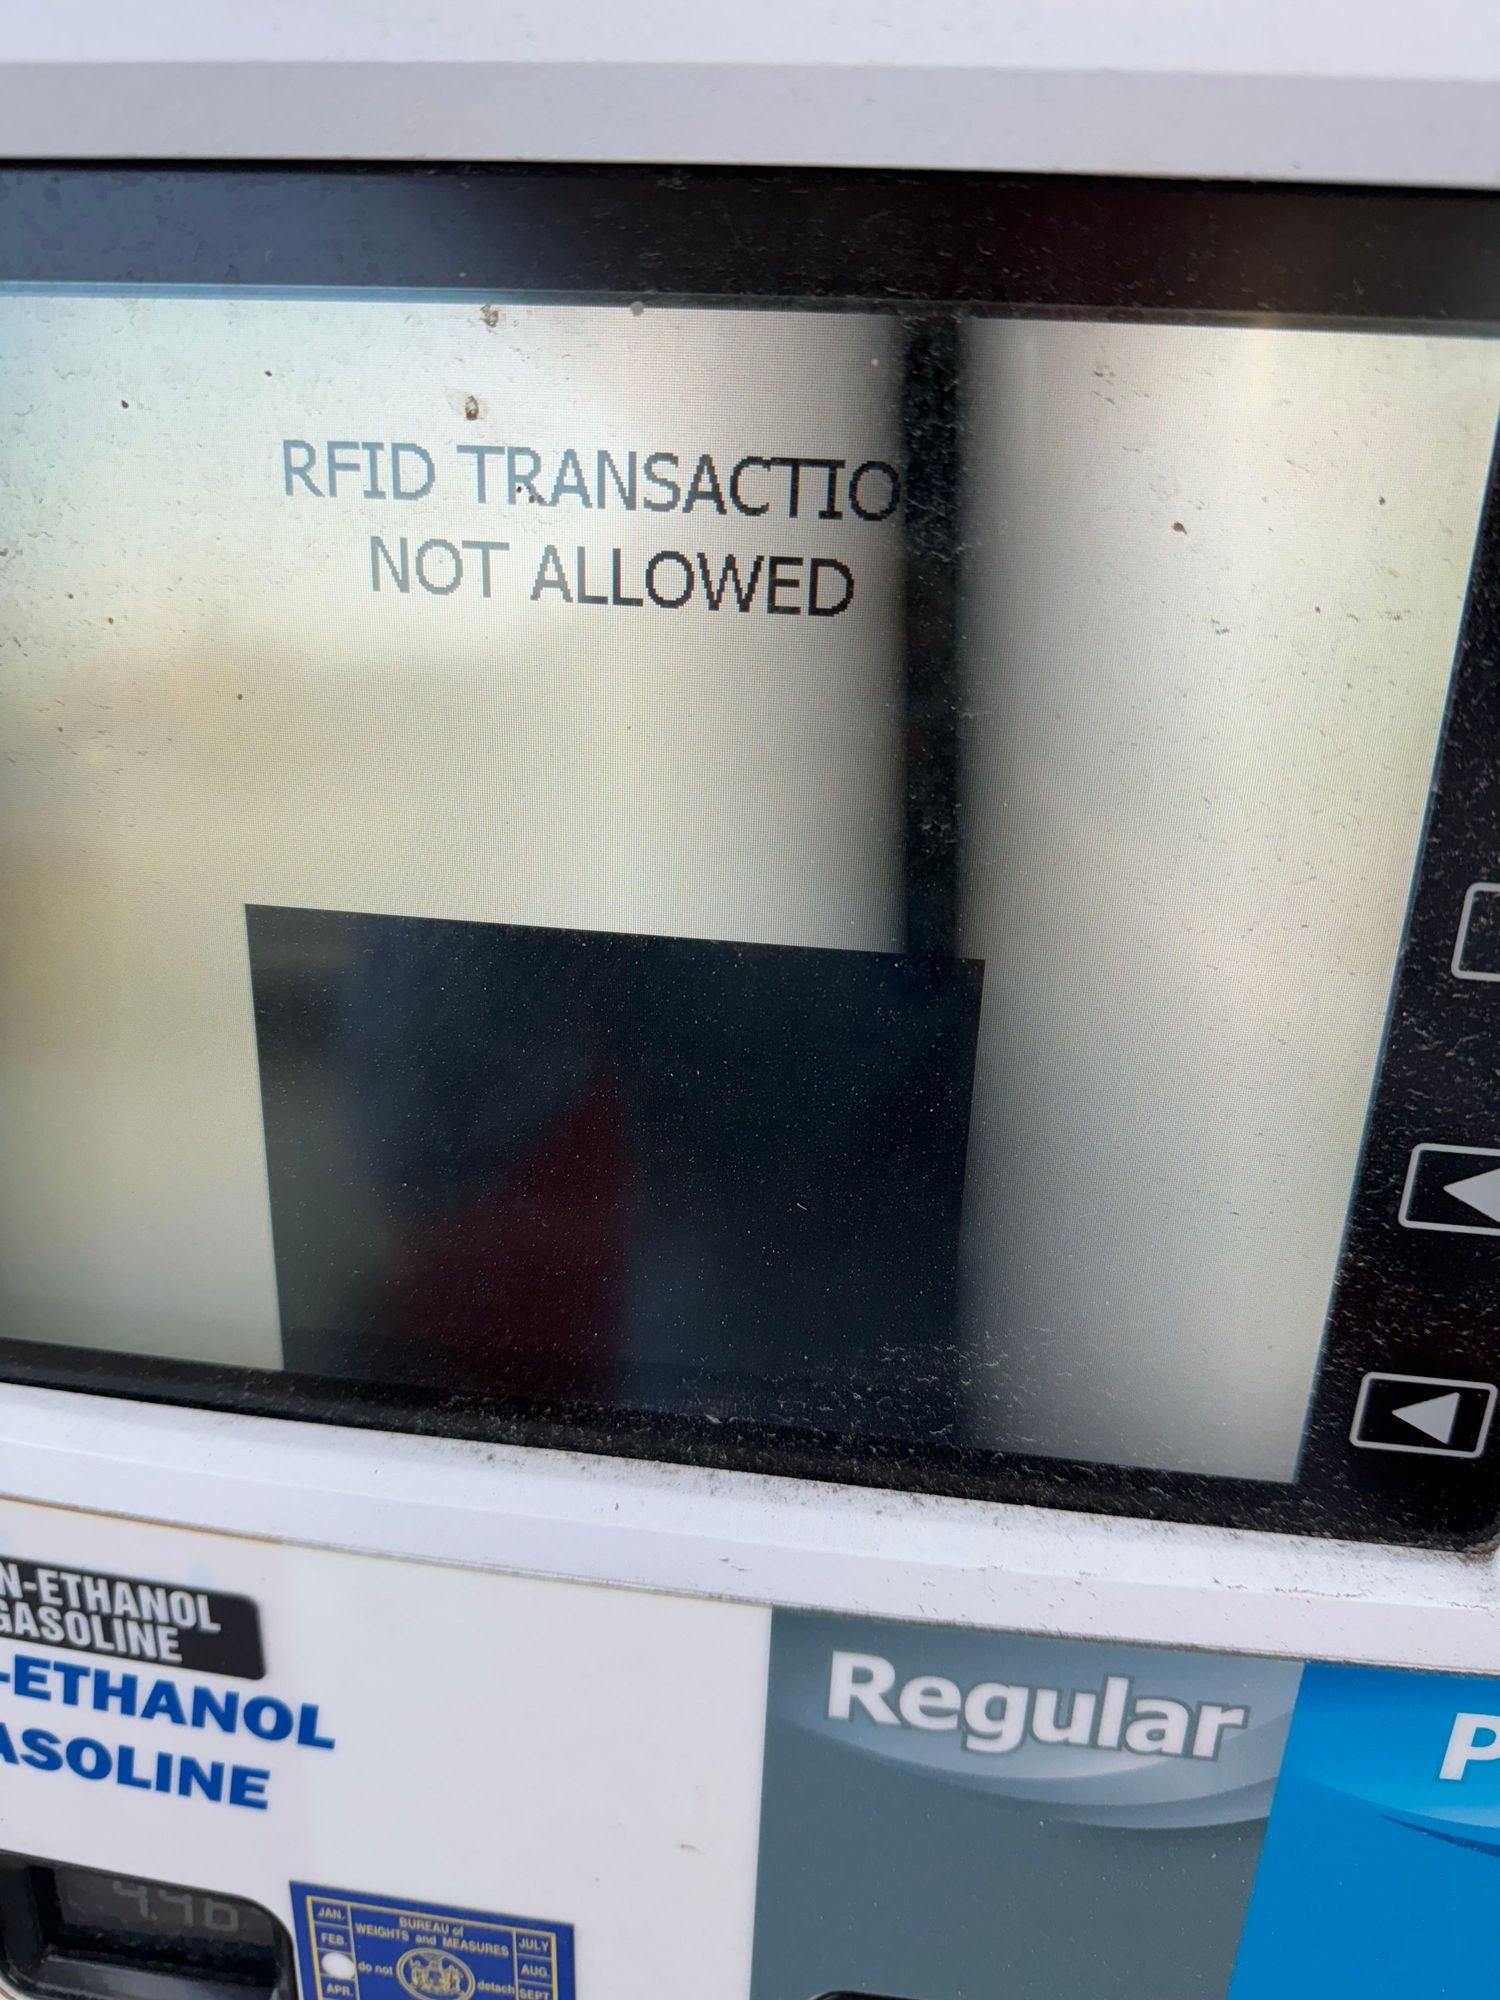 RFID TRANSACTIO
NOT ALLOWED
N-ETHANOL
GASOLINE
-ETHANOL
ASOLINE
Regular
P
JAN.
FEB.
APR.
BUREAU of
WEIGHTS and MEASURES
do not
detach
JULY
AUG.
SEPT